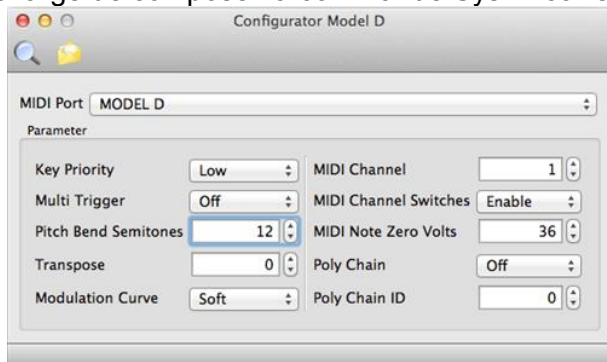 Configurator Model D
MIDI Port MODEL D
Parameter
Key Priority Low MIDI Channel 1
Multi Trigger Off MIDI Channel Switches Enable
Pitch Bend Semitones 12 MIDI Note Zero Volts 36
Transpose 0 Poly Chain Off
Modulation Curve Soft Poly Chain ID 0